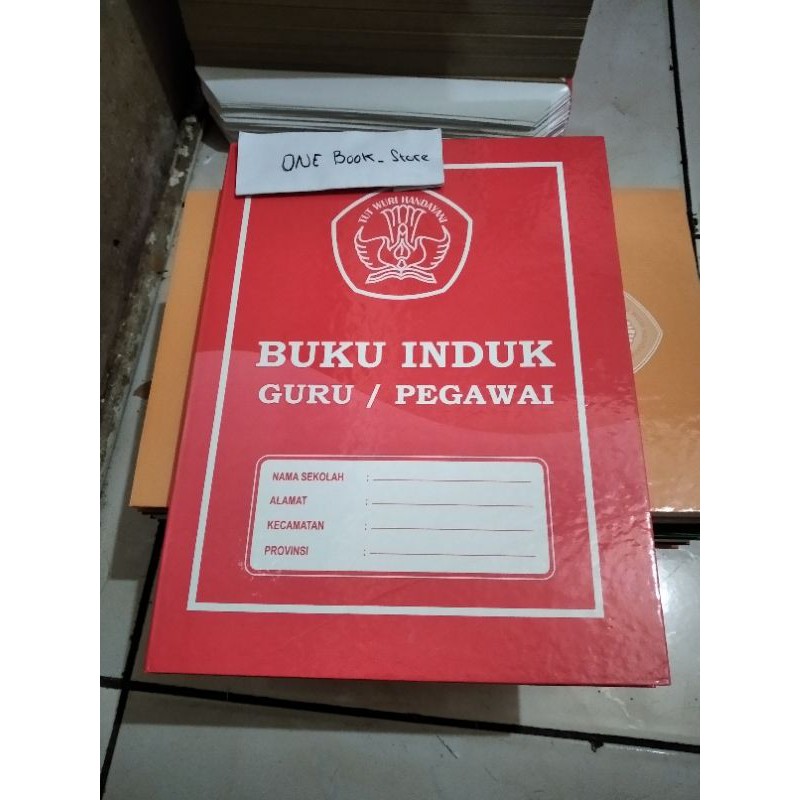 ONE Book_Store
TUT WURI HANDAYANI
BUKU INDUK
GURU / PEGAWAI
NAMA SEKOLAH :
ALAMAT :
KECAMATAN :
PROVINSI :